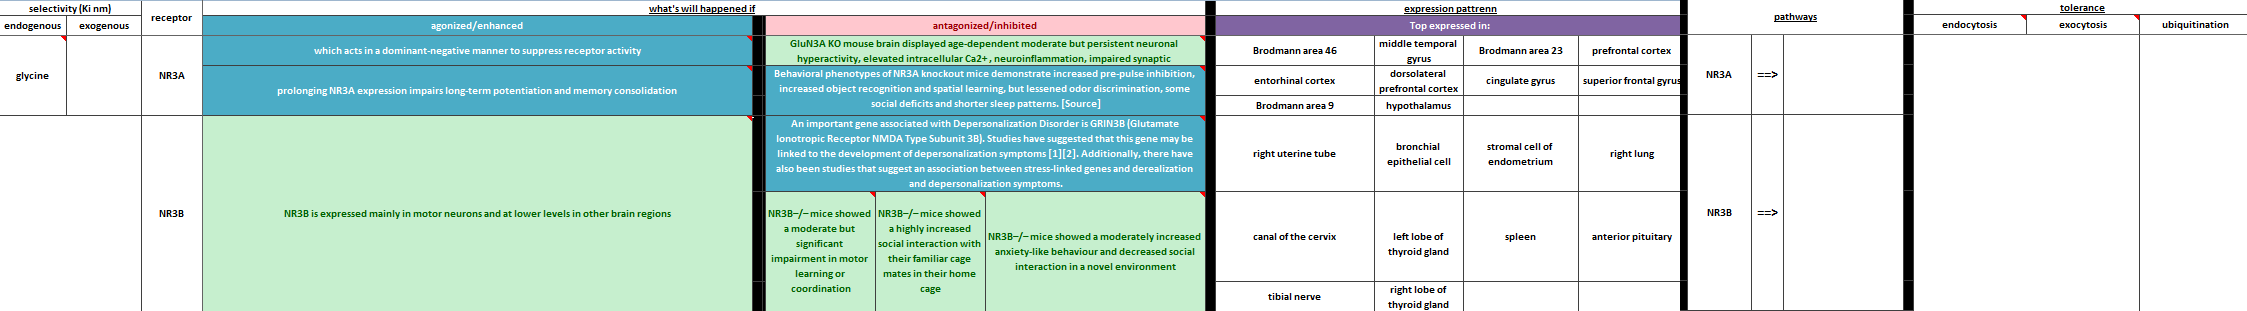 selectivity (Ki nm)
receptor
what's will happened if
expression pattrenn
pathways
tolerance
endogenous
exogenous
agonized/enhanced
antagonized/inhibited
Top expressed in:
endocytosis
exocytosis
ubiquitination
glycine
NR3A
which acts in a dominant-negative manner to suppress receptor activity
prolonging NR3A expression impairs long-term potentiation and memory consolidation
GluN3A KO mouse brain displayed age-dependent moderate but persistent neuronal
hyperactivity, elevated intracellular Ca2+ , neuroinflammation, impaired synaptic
Behavioral phenotypes of NR3A knockout mice demonstrate increased pre-pulse inhibition,
increased object recognition and spatial learning, but lessened odor discrimination, some
social deficits and shorter sleep patterns. [Source]
Brodmann area 46
middle temporal
gyrus
Brodmann area 23
prefrontal cortex
entorhinal cortex
dorsolateral
prefrontal cortex
cingulate gyrus
superior frontal gyrus
Brodmann area 9
hypothalamus
NR3A
==>
NR3B
NR3B is expressed mainly in motor neurons and at lower levels in other brain regions
An important gene associated with Depersonalization Disorder is GRIN3B (Glutamate
Ionotropic Receptor NMDA Type Subunit 3B). Studies have suggested that this gene may be
linked to the development of depersonalization symptoms [1][2]. Additionally, there have
also been studies that suggest an association between stress-linked genes and derealization
and depersonalization symptoms.
NR3B−/− mice showed
a moderate but
significant
impairment in motor
learning or
coordination
NR3B−/− mice showed
a highly increased
social interaction with
their familiar cage
mates in their home
cage
NR3B−/− mice showed a moderately increased
anxiety-like behaviour and decreased social
interaction in a novel environment
right uterine tube
bronchial
epithelial cell
stromal cell of
endometrium
right lung
canal of the cervix
left lobe of
thyroid gland
spleen
anterior pituitary
tibial nerve
right lobe of
thyroid gland
NR3B
==>